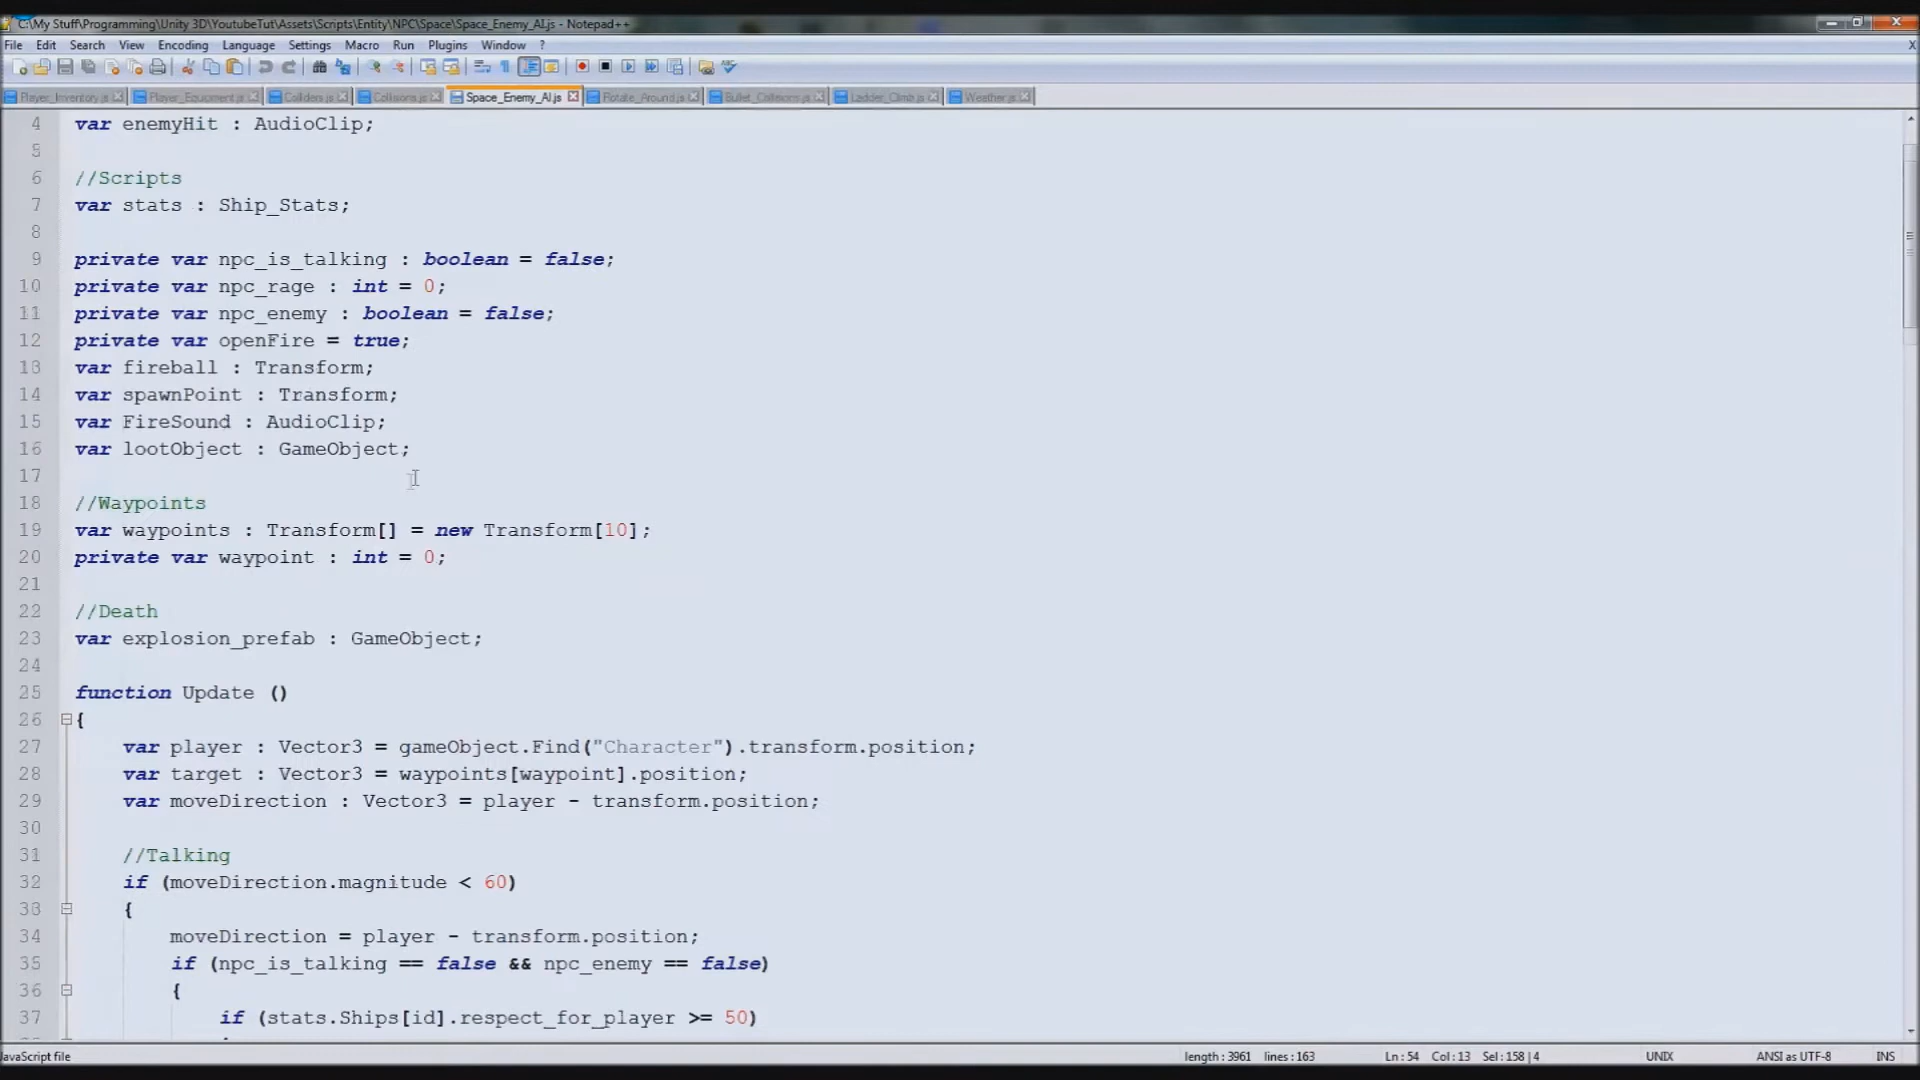 C:\My Stuff\Programming\Unity 3D\YoutubeTut\Assets\Scripts\Entity\NPC\Space\Space_Enemy_AI.js - Notepad++
File Edit Search View Encoding Language Settings Macro Run Plugins Window ? X
Player_Inventory.js Player_Equipment.js Colliders.js Collisions.js Space_Enemy_AI.js Rotate_Around.js Bullet_Collisions.js Ladder_Climb.js Weather.js
4 var enemyHit : AudioClip;
5
6 //Scripts
7 var stats : Ship_Stats;
8
9 private var npc_is_talking : boolean = false;
10 private var npc_rage : int = 0;
11 private var npc_enemy : boolean = false;
12 private var openFire = true;
13 var fireball : Transform;
14 var spawnPoint : Transform;
15 var FireSound : AudioClip;
16 var lootObject : GameObject;
17
18 //Waypoints
19 var waypoints : Transform[] = new Transform[10];
20 private var waypoint : int = 0;
21
22 //Death
23 var explosion_prefab : GameObject;
24
25 function Update ()
26 {
27 var player : Vector3 = gameObject.Find("Character").transform.position;
28 var target : Vector3 = waypoints[waypoint].position;
29 var moveDirection : Vector3 = player - transform.position;
30
31 //Talking
32 if (moveDirection.magnitude < 60)
33 {
34 moveDirection = player - transform.position;
35 if (npc_is_talking == false && npc_enemy == false)
36 {
37 if (stats.Ships[id].respect_for_player >= 50)
JavaScript file length : 3961 lines : 163 Ln : 54 Col : 13 Sel : 158 | 4 UNIX ANSI as UTF-8 INS